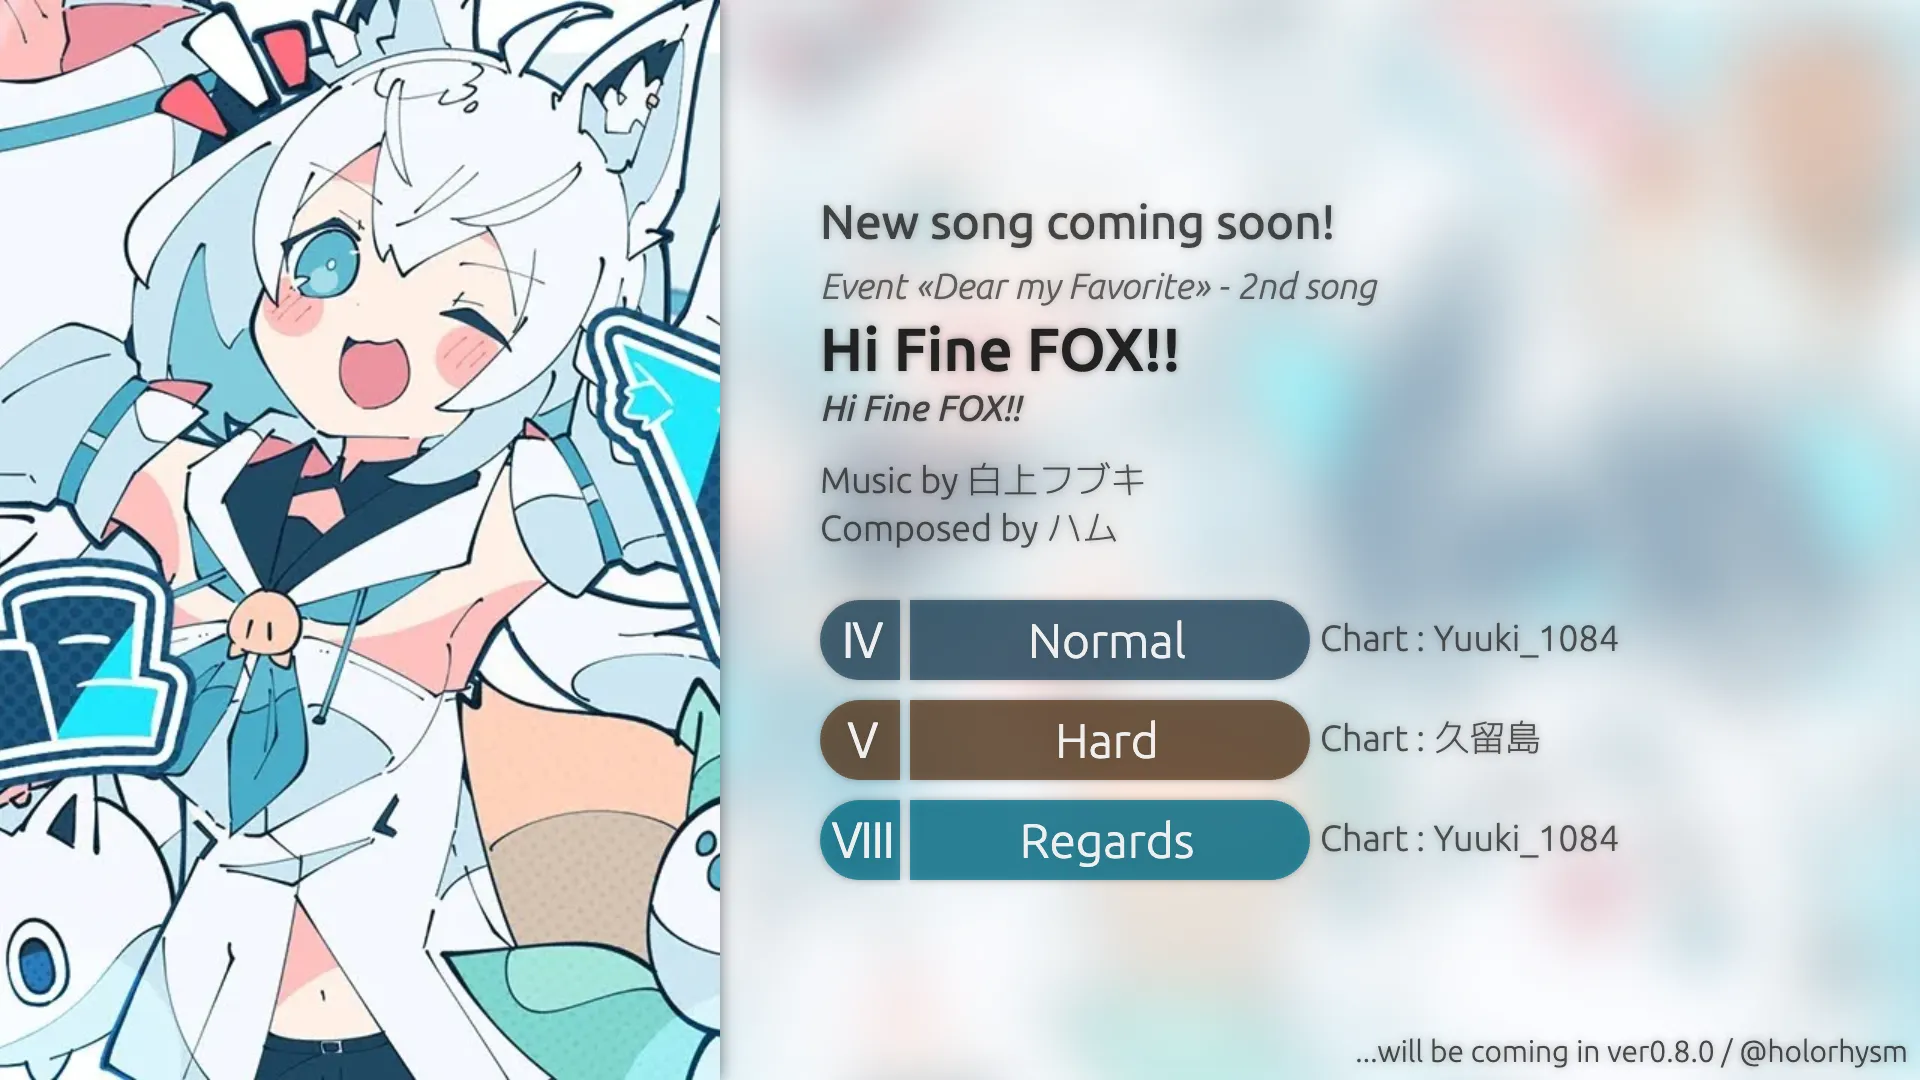 New song coming soon!
Event «Dear my Favorite» - 2nd song
Hi Fine FOX!!
Hi Fine FOX!!
Music by 白上フブキ
Composed by ハム
IV Normal Chart : Yuuki_1084
V Hard Chart : 久留島
VIII Regards Chart : Yuuki_1084
...will be coming in ver0.8.0 / @holorhysm